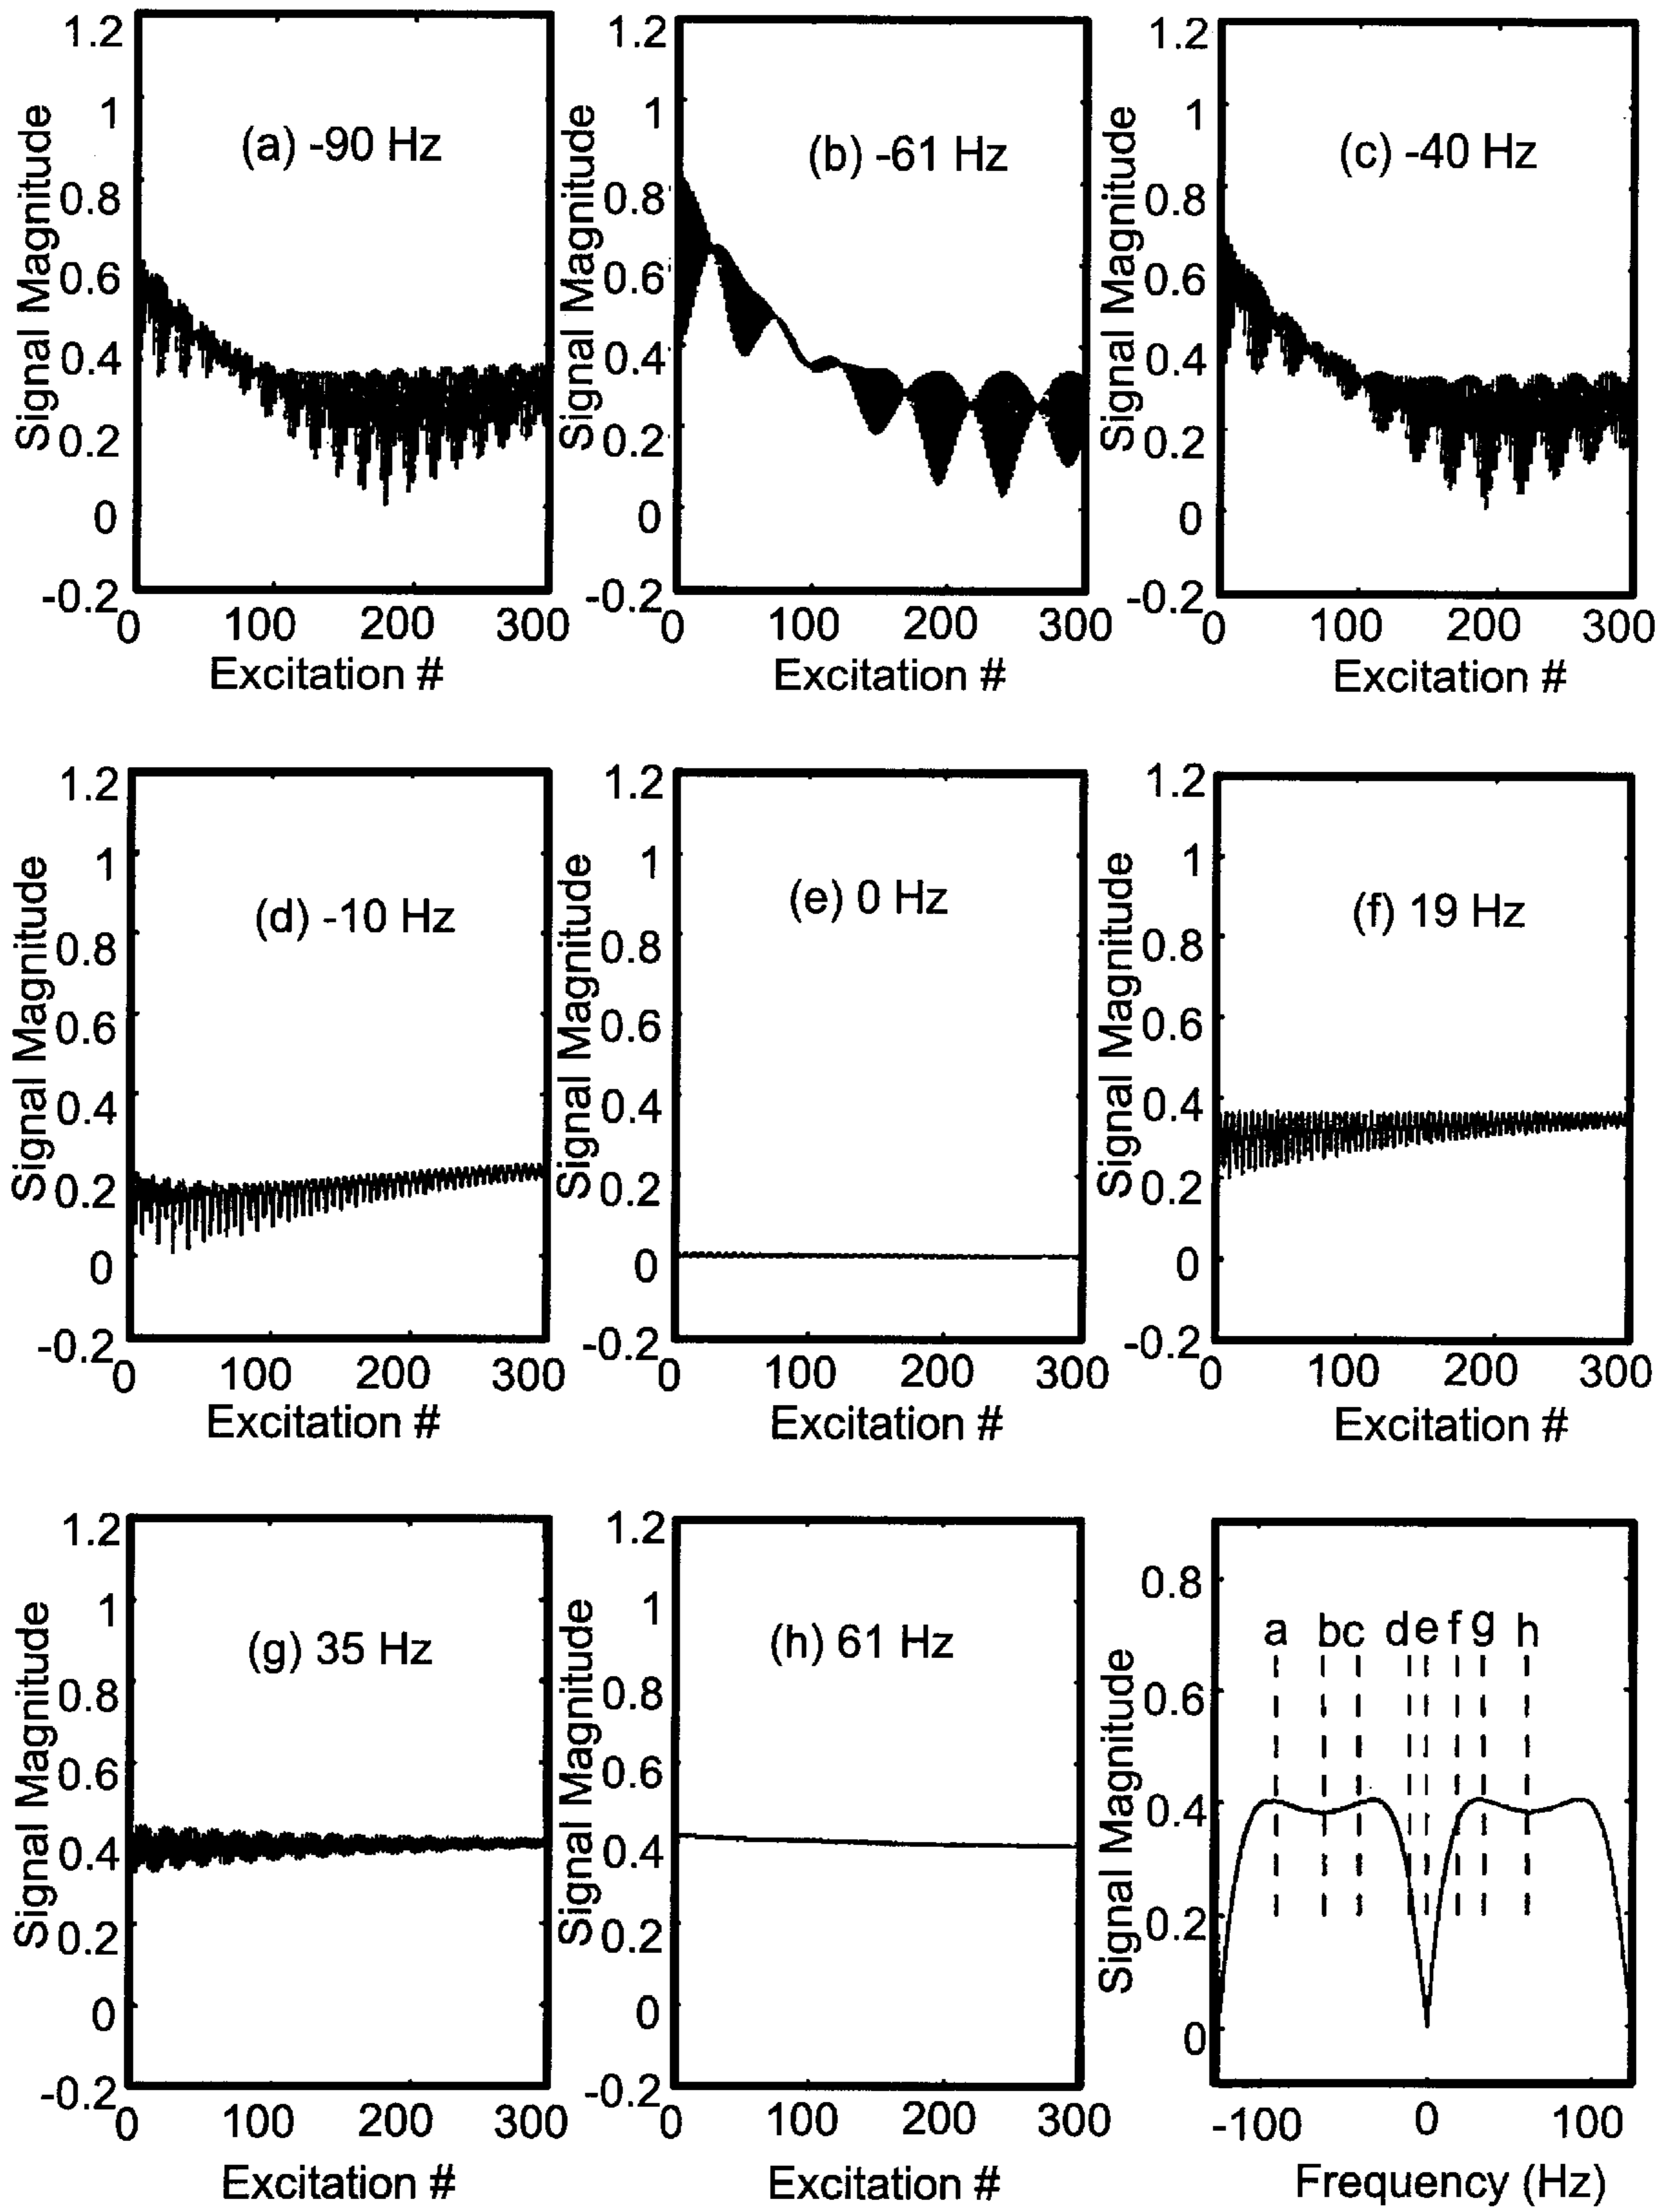 Signal Magnitude
1.2
1
0.8
0.6
0.4
0.2
0
-0.2
(a) -90 Hz
0 100 200 300
Excitation #
Signal Magnitude
1.2
1
0.8
0.6
0.4
0.2
0
-0.2
(b) -61 Hz
0 100 200 300
Excitation #
Signal Magnitude
1.2
1
0.8
0.6
0.4
0.2
0
-0.2
(c) -40 Hz
0 100 200 300
Excitation #
Signal Magnitude
1.2
1
0.8
0.6
0.4
0.2
0
-0.2
(d) -10 Hz
0 100 200 300
Excitation #
Signal Magnitude
1.2
1
0.8
0.6
0.4
0.2
0
-0.2
(e) 0 Hz
0 100 200 300
Excitation #
Signal Magnitude
1.2
1
0.8
0.6
0.4
0.2
0
-0.2
(f) 19 Hz
0 100 200 300
Excitation #
Signal Magnitude
1.2
1
0.8
0.6
0.4
0.2
0
-0.2
(g) 35 Hz
0 100 200 300
Excitation #
Signal Magnitude
1.2
1
0.8
0.6
0.4
0.2
0
-0.2
(h) 61 Hz
0 100 200 300
Excitation #
Signal Magnitude
0.8
0.6
0.4
0.2
0
a b c d e f g h
-100 0 100
Frequency (Hz)